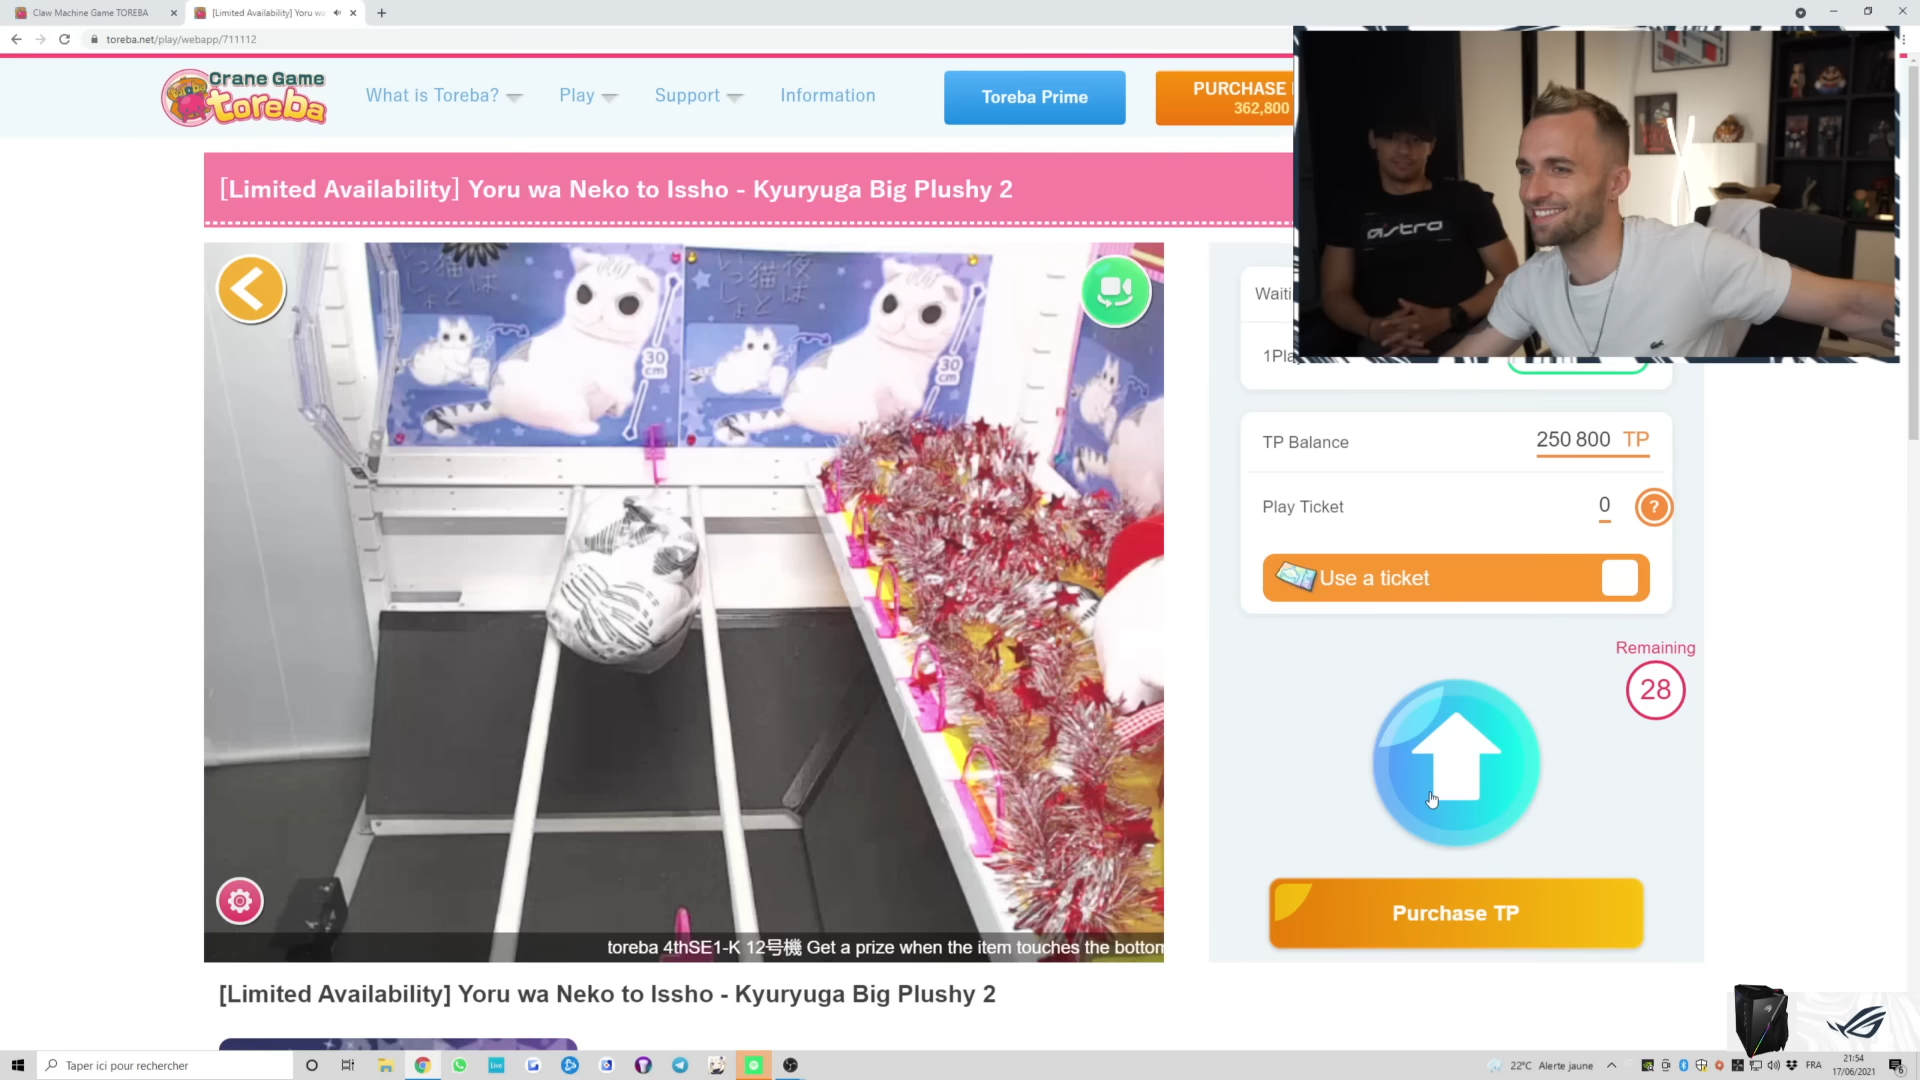 Claw Machine Game TOREBA
[Limited Availability] Yoru wa
toreba.net/play/webapp/711112
Crane Game
toreba
What is Toreba?
Play
Support
Information
Toreba Prime
PURCHASE
362,800
[Limited Availability] Yoru wa Neko to Issho - Kyuryuga Big Plushy 2
30
cm
30
cm
astro
1Pla
TP Balance
250 800 TP
Play Ticket
0
?
Use a ticket
Remaining
28
Purchase TP
toreba 4thSE1-K 12号機 Get a prize when the item touches the bottom
[Limited Availability] Yoru wa Neko to Issho - Kyuryuga Big Plushy 2
Taper ici pour rechercher
22°C Alerte jaune
FRA
21:54
17/06/2021